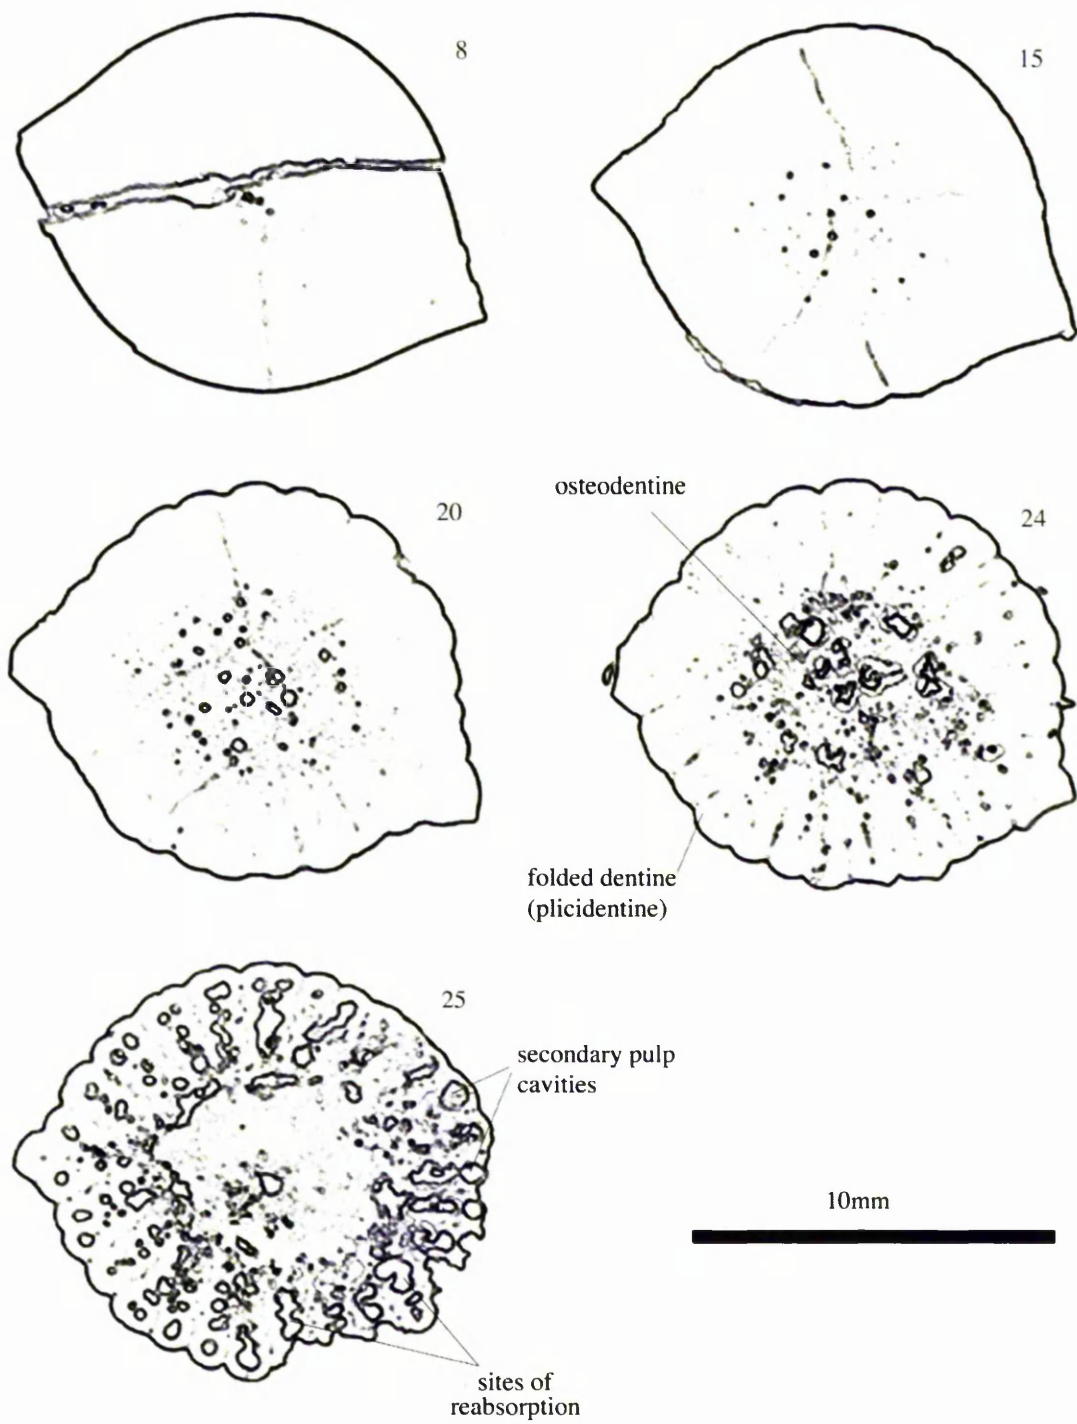 8
15
20
osteodentine
24
folded dentine
(plicidentine)
25
secondary pulp
cavities
10mm
sites of
reabsorption